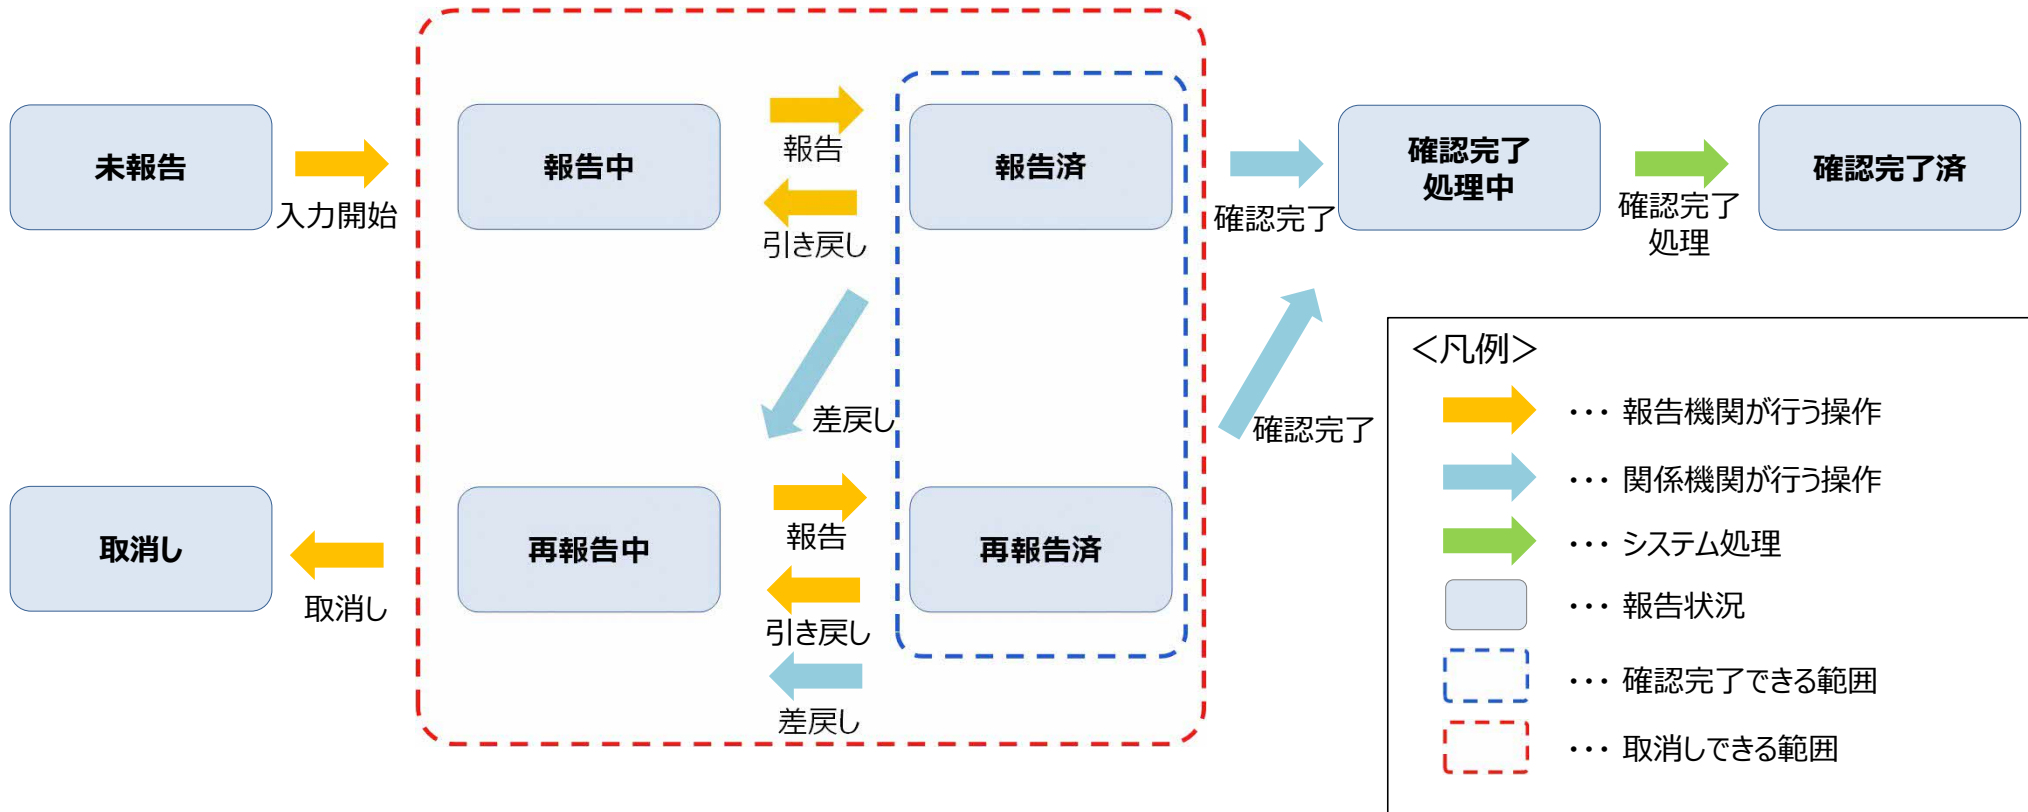 未報告
入力開始
報告中
報告
引き戻し
報告済
確認完了
確認完了
処理中
確認完了
処理
確認完了済
差戻し
確認完了
取消し
取消し
再報告中
報告
引き戻し
差戻し
再報告済
<凡例>
・・・ 報告機関が行う操作
・・・ 関係機関が行う操作
・・・ システム処理
・・・ 報告状況
・・・ 確認完了できる範囲
・・・ 取消しできる範囲